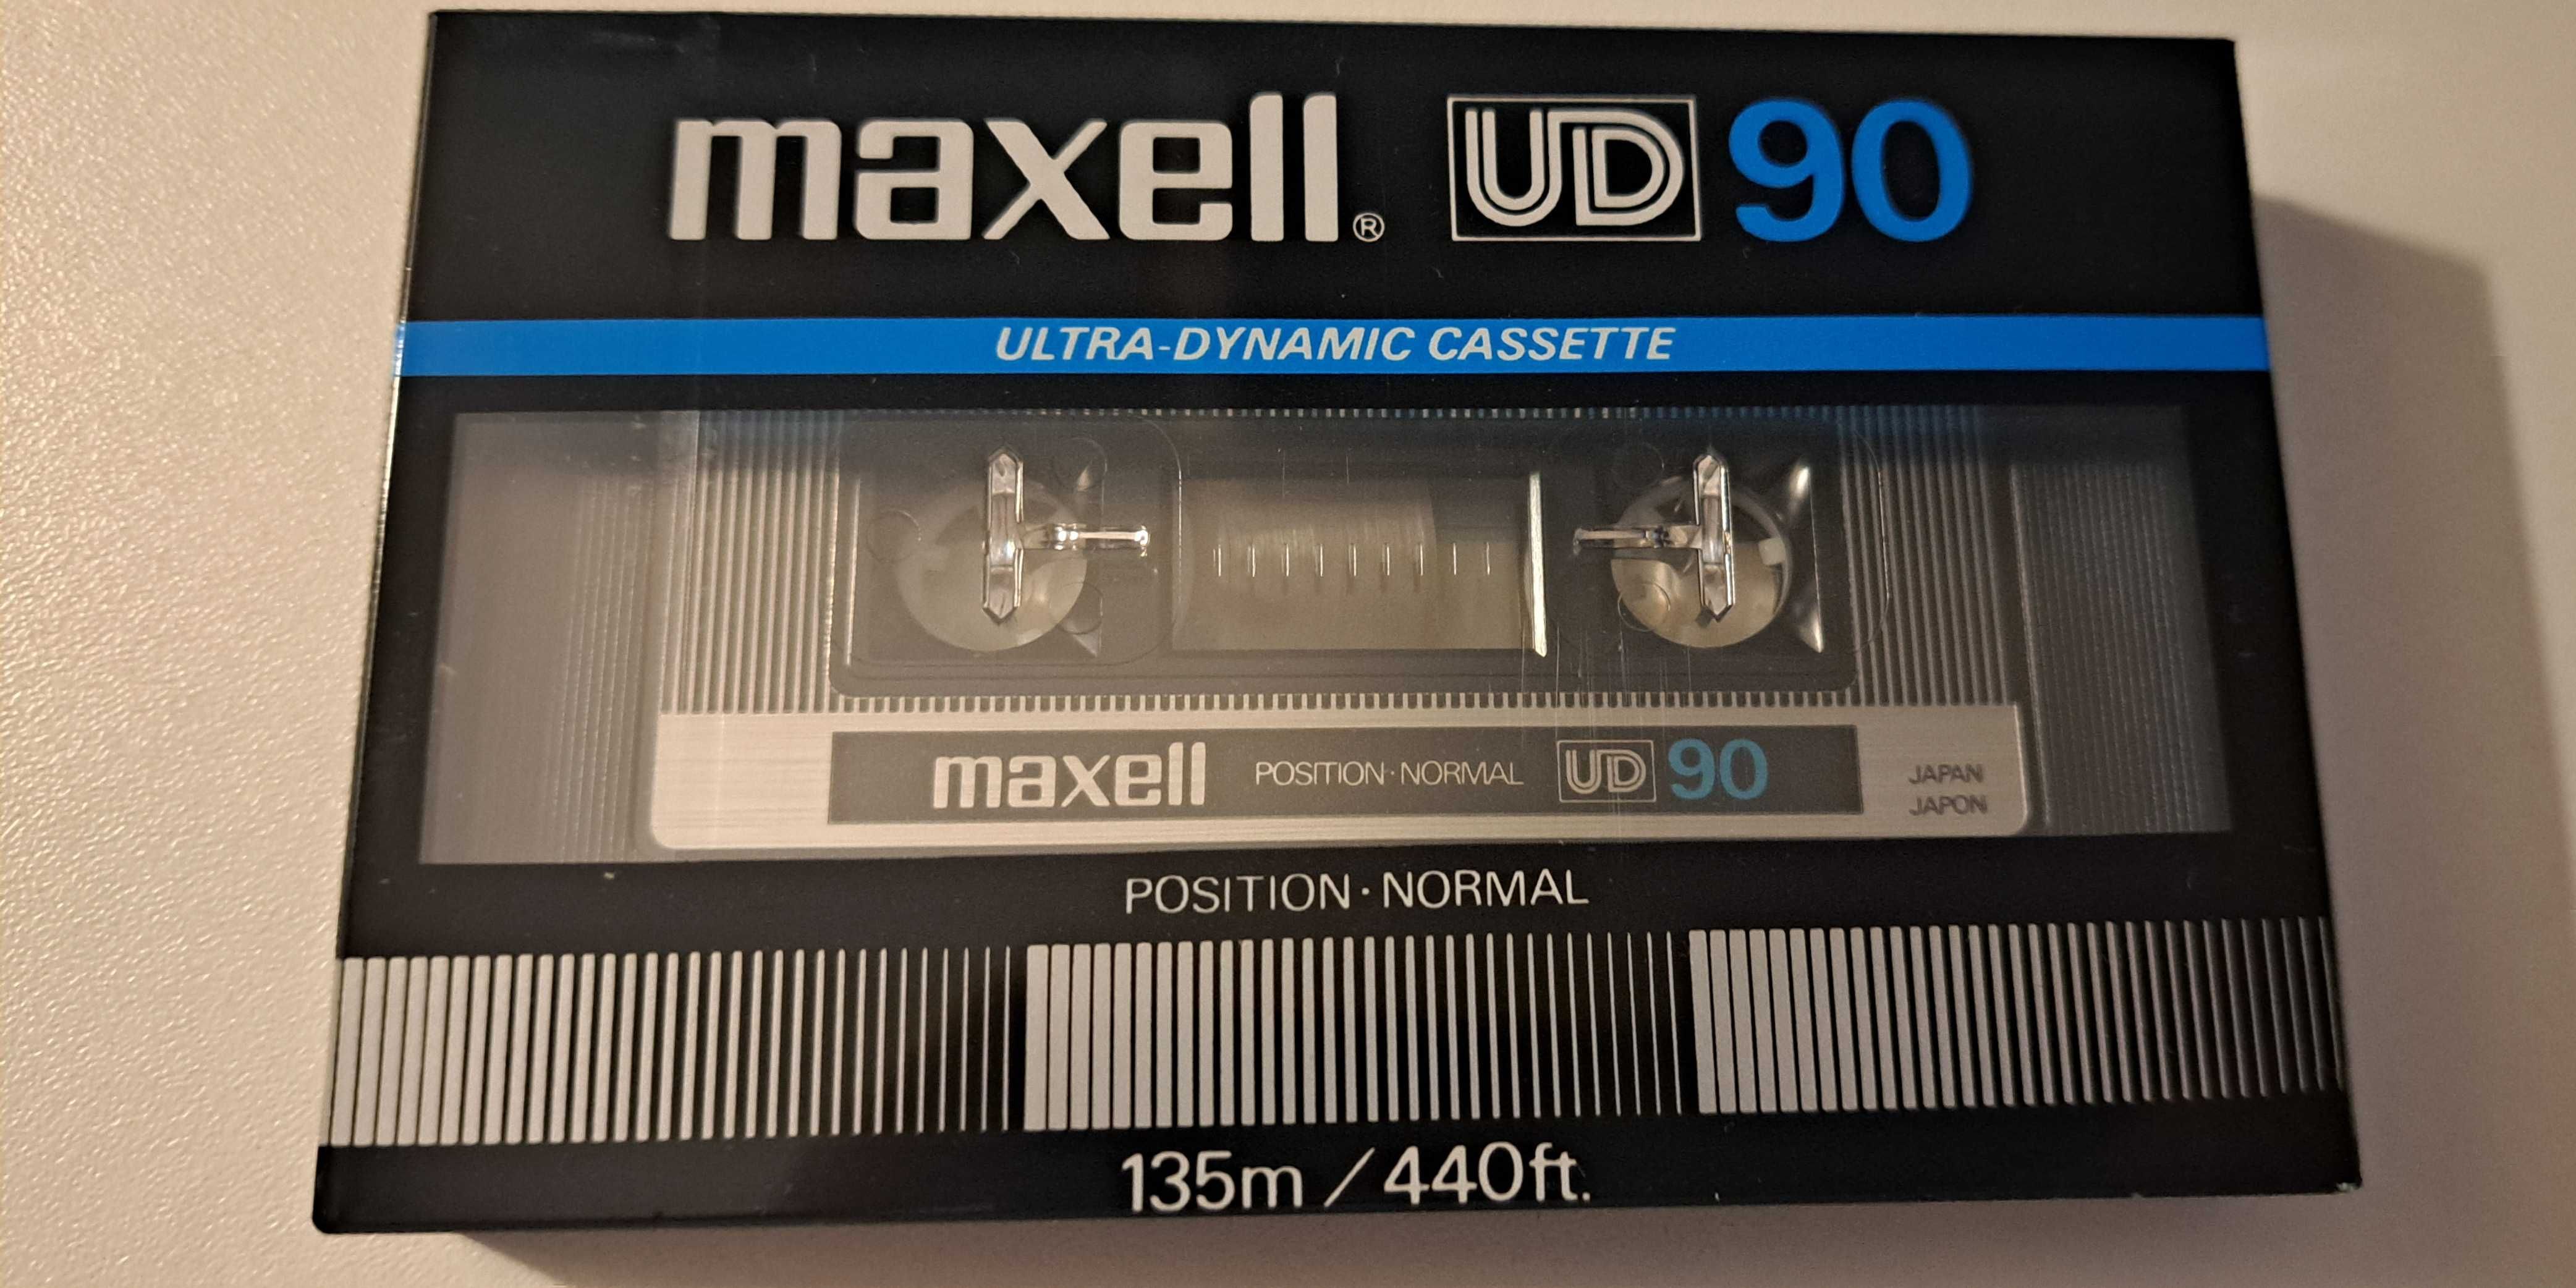 maxell® UD 90
ULTRA-DYNAMIC CASSETTE
maxell POSITION·NORMAL UD 90
JAPAN
JAPON
POSITION·NORMAL
135m/440ft.